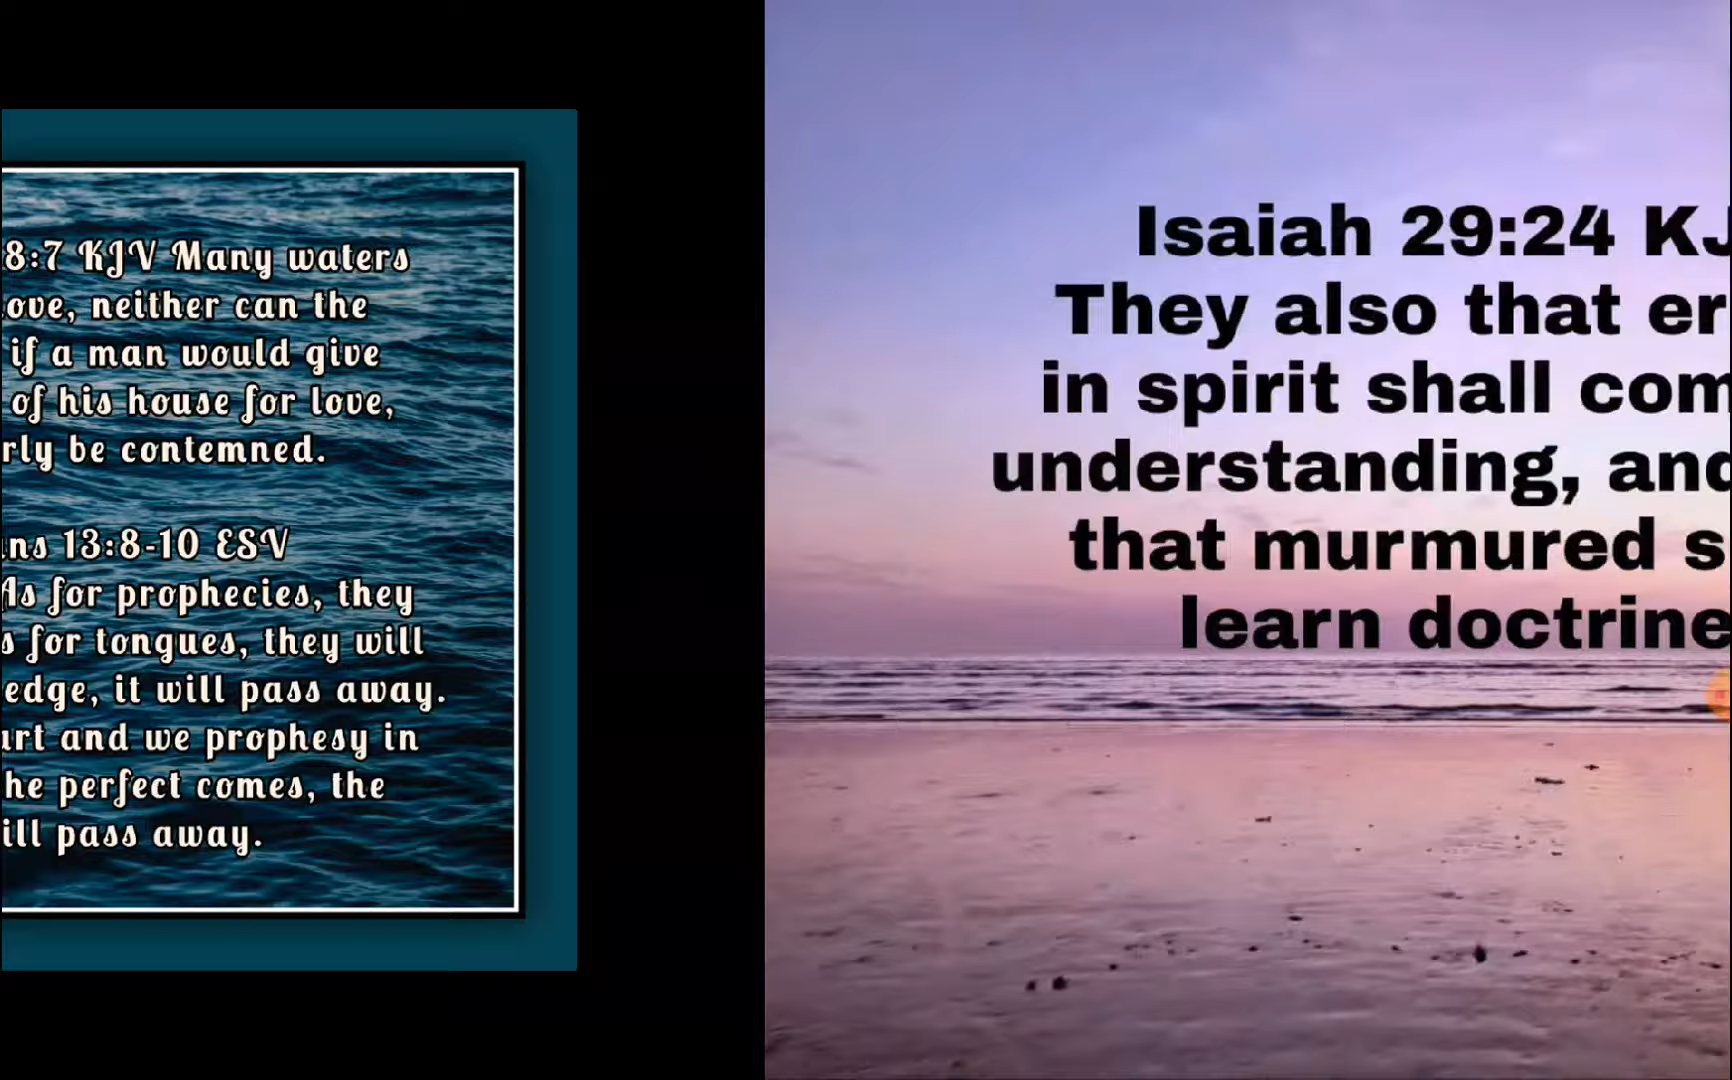 8:7 KJV Many waters
ove, neither can the
if a man would give
of his house for love,
rly be contemned.
ns 13:8-10 ESV
As for prophecies, they
s for tongues, they will
edge, it will pass away.
art and we prophesy in
he perfect comes, the
ill pass away.
Isaiah 29:24 KJ
They also that er
in spirit shall com
understanding, and
that murmured s
learn doctrine